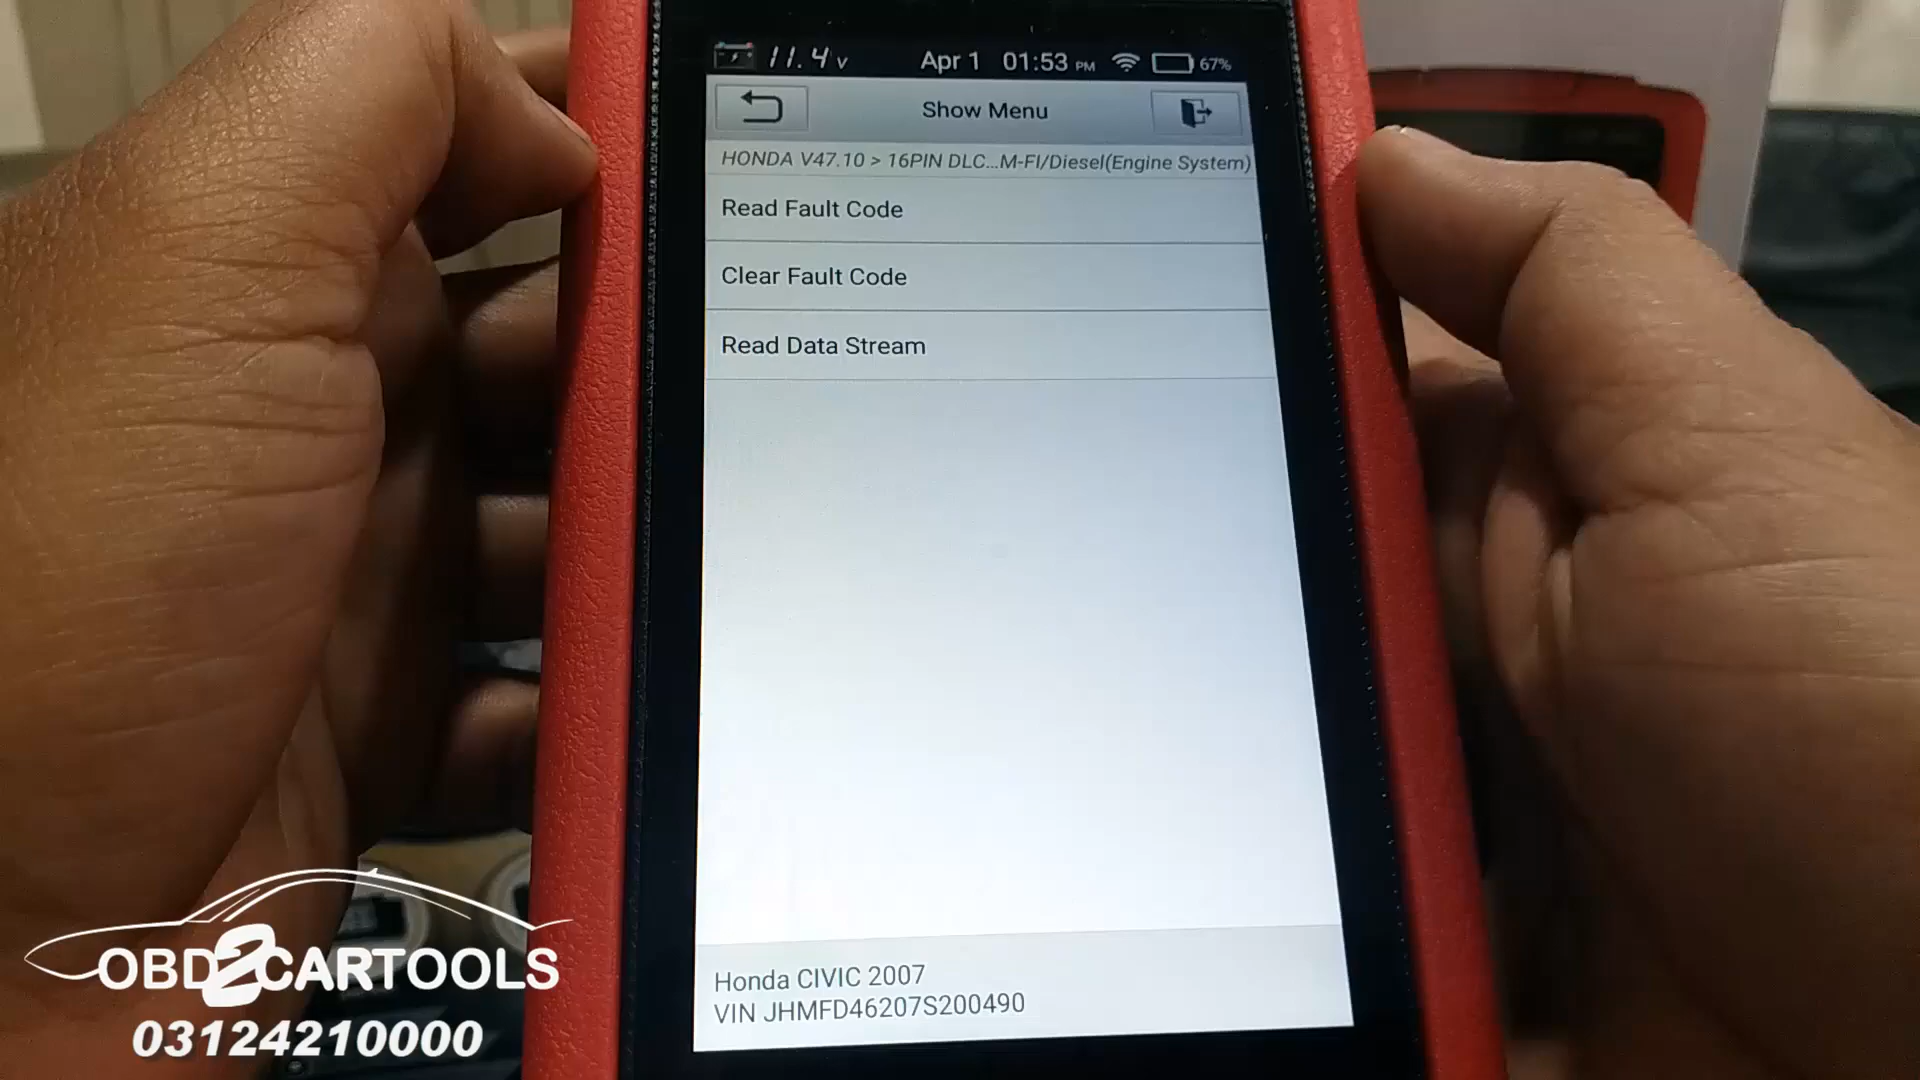 11.4 v Apr 1 01:53 PM 67%
Show Menu
HONDA V47.10 > 16PIN DLC...M-FI/Diesel(Engine System)
Read Fault Code
Clear Fault Code
Read Data Stream
Honda CIVIC 2007
VIN JHMFD46207S200490
OBD2CARTOOLS
03124210000